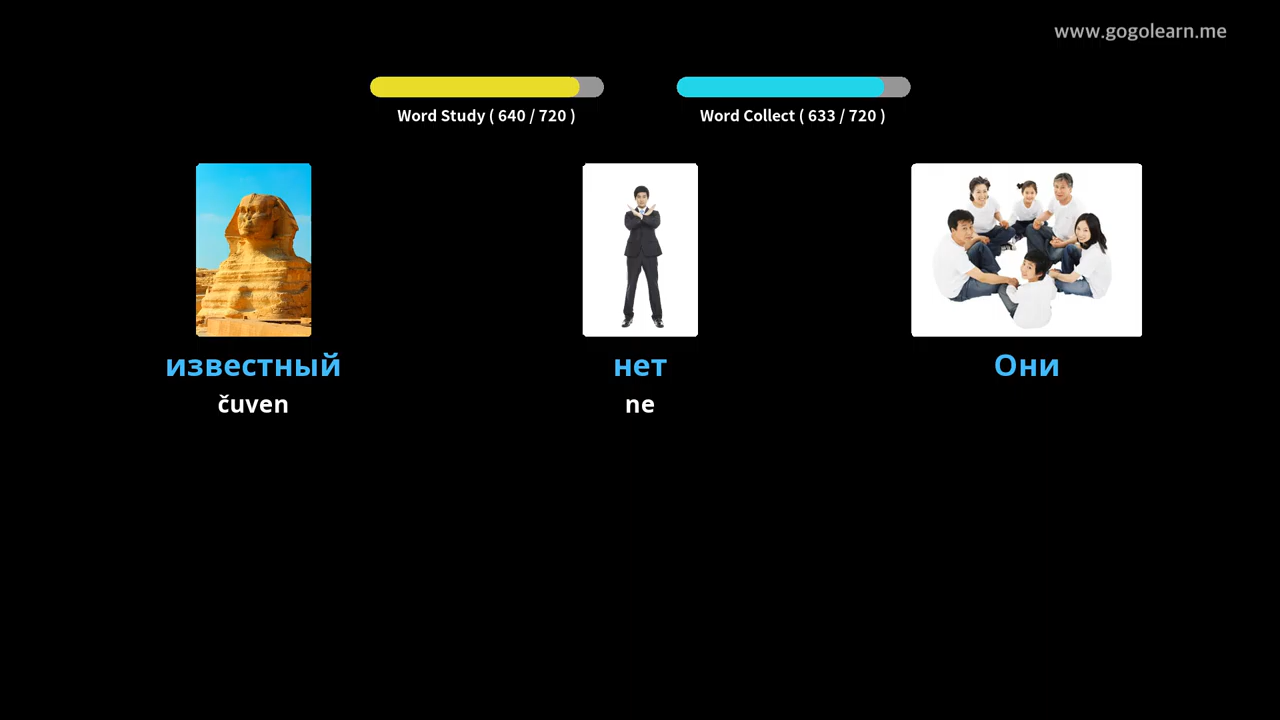 www.gogolearn.me
Word Study ( 640 / 720 )
Word Collect ( 633 / 720 )
известный
нет
Они
čuven
ne